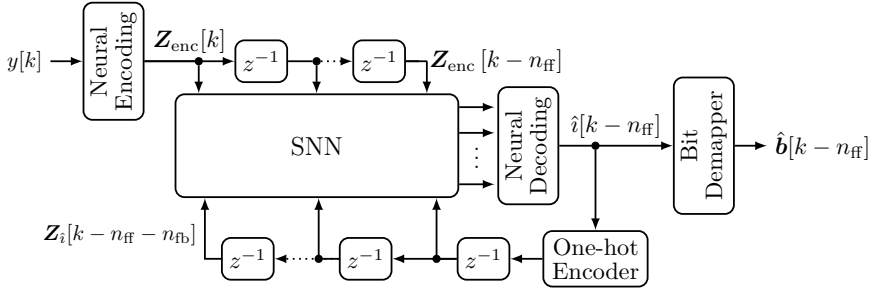 y[k]
Neural
Encoding
Z_enc[k]
z^{-1}
z^{-1}
Z_enc [k − n_ff]
SNN
Neural
Decoding
î[k − n_ff]
Bit
Demapper
b̂[k − n_ff]
Z_î[k − n_ff − n_fb]
z^{-1}
z^{-1}
z^{-1}
One-hot
Encoder